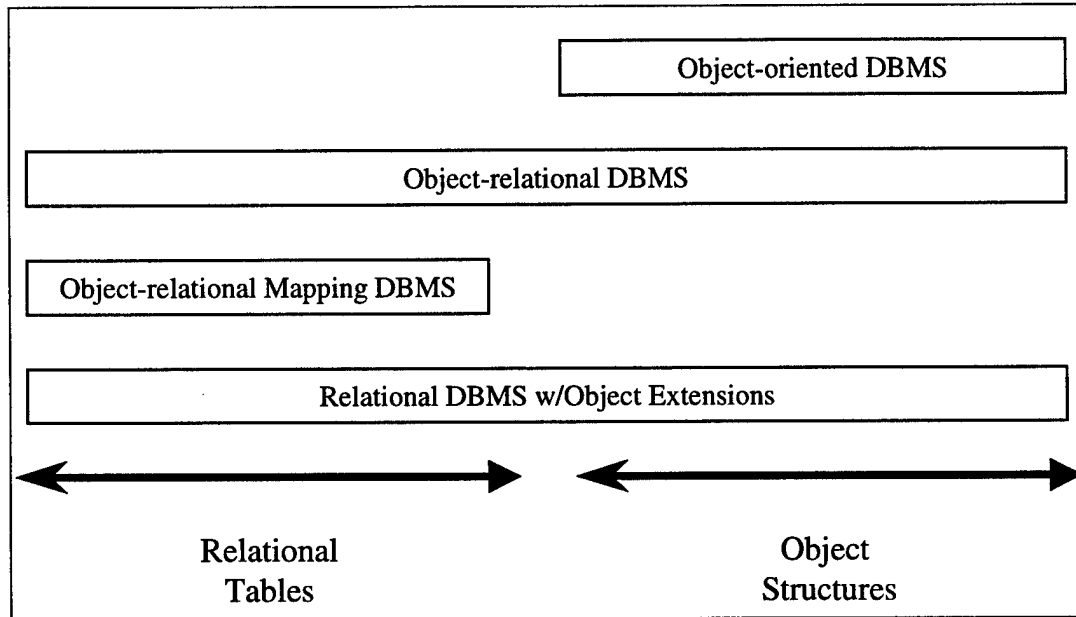 Object-oriented DBMS
Object-relational DBMS
Object-relational Mapping DBMS
Relational DBMS w/Object Extensions
Relational
Tables
Object
Structures